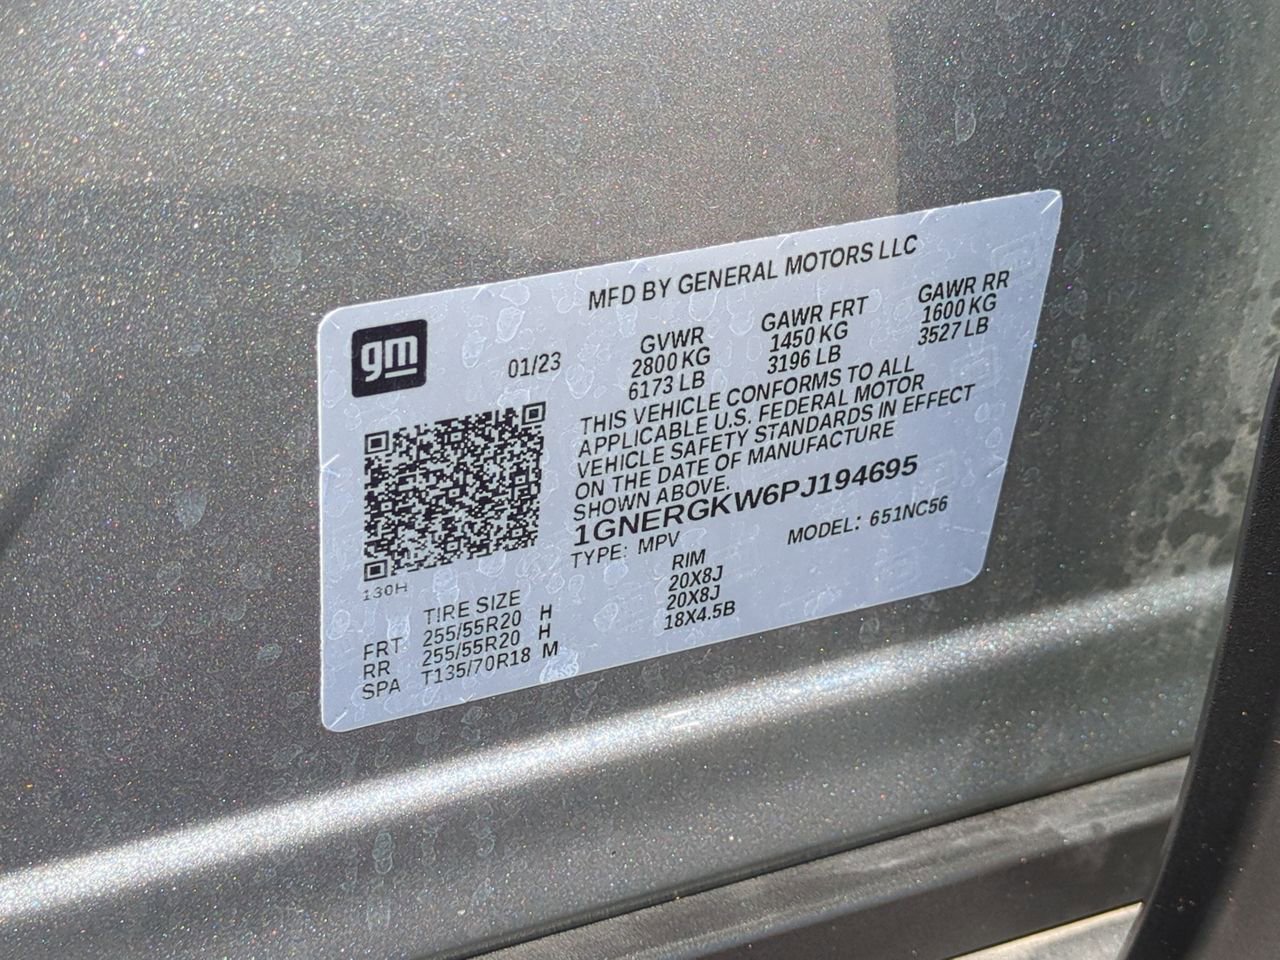 MFD BY GENERAL MOTORS LLC
gm
01/23
GVWR
2800 KG
6173 LB
GAWR FRT
1450 KG
3196 LB
GAWR RR
1600 KG
3527 LB
THIS VEHICLE CONFORMS TO ALL
APPLICABLE U.S. FEDERAL MOTOR
VEHICLE SAFETY STANDARDS IN EFFECT
ON THE DATE OF MANUFACTURE
SHOWN ABOVE.
1GNERGKW6PJ194695
TYPE: MPV MODEL: 651NC56
130H
TIRE SIZE RIM
FRT 255/55R20 H 20X8J
RR 255/55R20 H 20X8J
SPA T135/70R18 M 18X4.5B